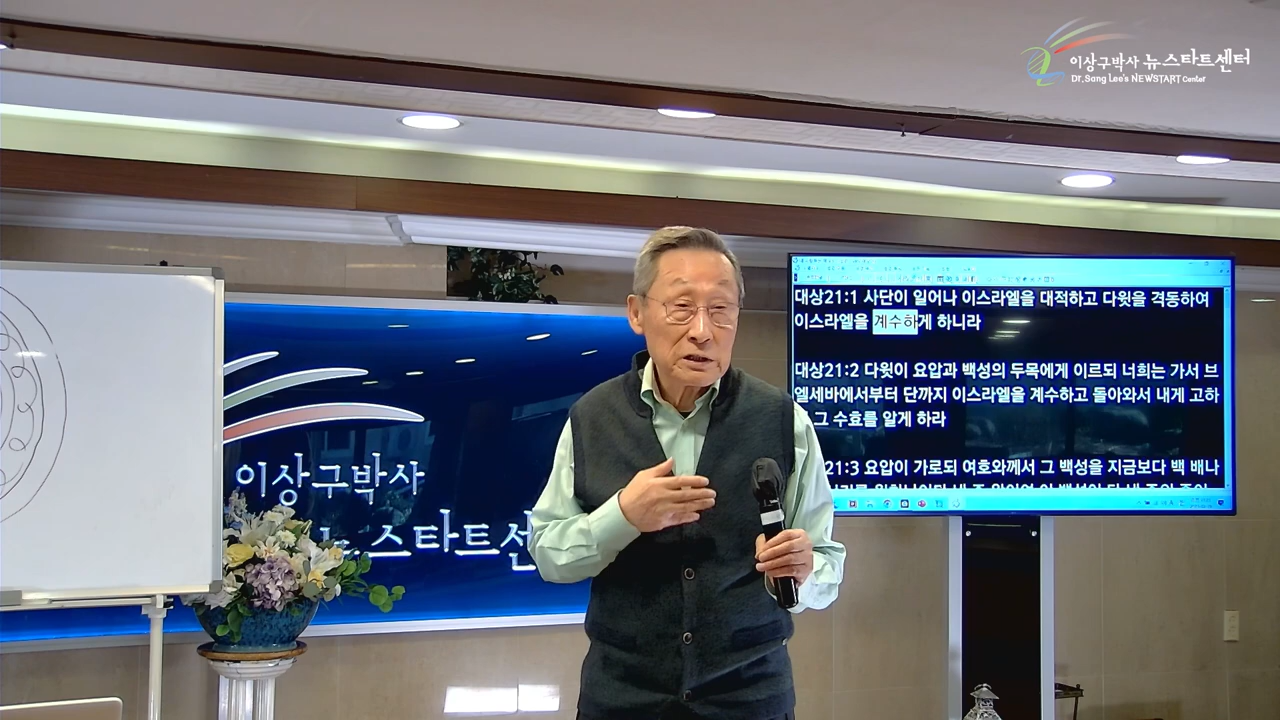 이상구박사 뉴스타트센터
Dr. Sang Lee's NEWSTART Center
대상21:1 사단이 일어나 이스라엘을 대적하고 다윗을 격동하여
이스라엘을 계수하게 하니라
대상21:2 다윗이 요압과 백성의 두목에게 이르되 너희는 가서 브
엘세바에서부터 단까지 이스라엘을 계수하고 돌아와서 내게 고하
그 수효를 알게 하라
21:3 요압이 가로되 여호와께서 그 백성을 지금보다 백 배나
이상구박사
뉴스타트센